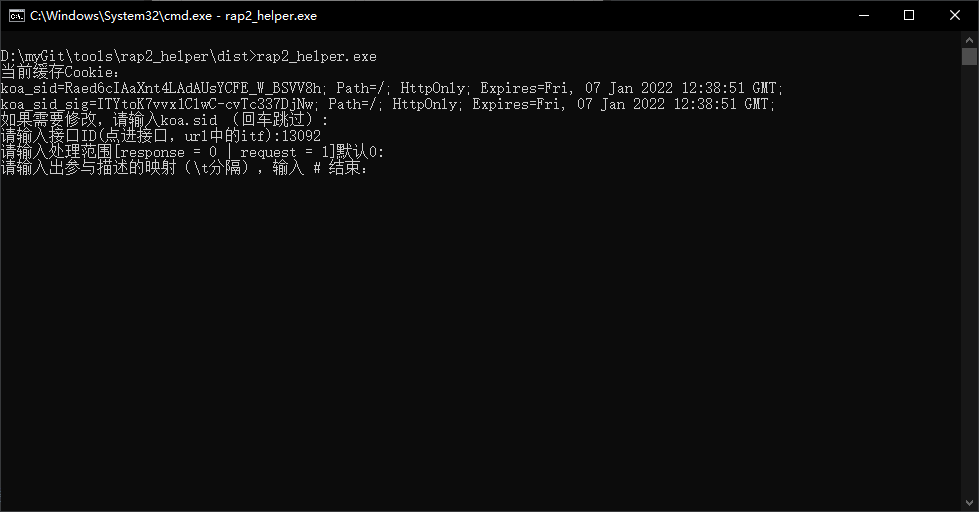 C:\Windows\System32\cmd.exe - rap2_helper.exe
D:\myGit\tools\rap2_helper\dist>rap2_helper.exe
当前缓存Cookie:
koa_sid=Raed6cIAaXnt4LAdAUsYCFE_W_BSVV8h; Path=/; HttpOnly; Expires=Fri, 07 Jan 2022 12:38:51 GMT;
koa_sid_sig=ITYtoK7vvx1ClwC-cvTc337DjNw; Path=/; HttpOnly; Expires=Fri, 07 Jan 2022 12:38:51 GMT;
如果需要修改，请输入koa.sid （回车跳过）:
请输入接口ID(点进接口，url中的itf):13092
请输入处理范围[response = 0 | request = 1]默认0:
请输入出参与描述的映射（\t分隔），输入 # 结束: